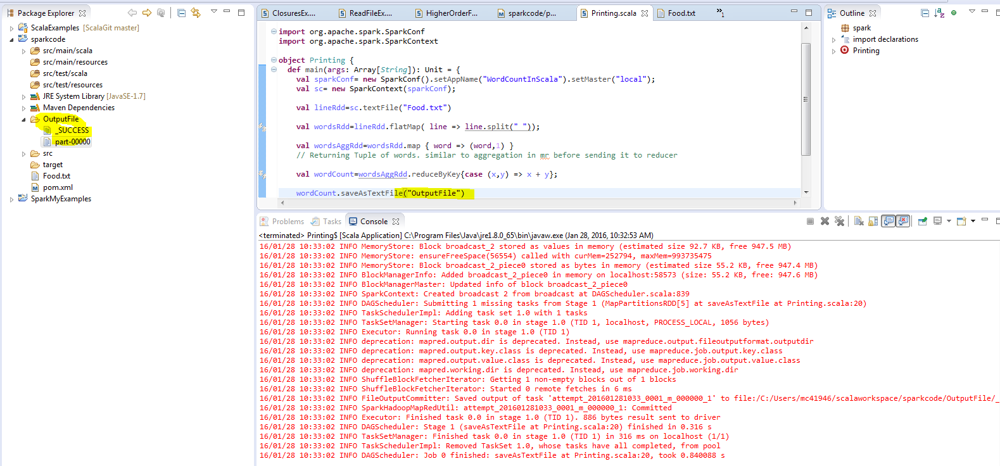 Package Explorer
ScalaExamples [ScalaGit master]
sparkcode
src/main/scala
src/main/resources
src/test/scala
src/test/resources
JRE System Library [JavaSE-1.7]
Maven Dependencies
OutputFile
_SUCCESS
part-00000
src
target
Food.txt
pom.xml
SparkMyExamples
ClosuresEx.... ReadFileEx.... HigherOrderF... sparkcode/p... Printing.scala Food.txt »1
import org.apache.spark.SparkConf
import org.apache.spark.SparkContext
object Printing {
def main(args: Array[String]): Unit = {
val sparkConf= new SparkConf().setAppName("WordCountInScala").setMaster("local");
val sc= new SparkContext(sparkConf);
val lineRdd=sc.textFile("Food.txt")
val wordsRdd=lineRdd.flatMap( line => line.split(" "));
val wordsAggRdd=wordsRdd.map { word => (word,1) }
// Returning Tuple of words. similar to aggregation in mr before sending it to reducer
val wordCount=wordsAggRdd.reduceByKey{case (x,y) => x + y};
wordCount.saveAsTextFile("OutputFile")
Outline
spark
import declarations
Printing
Problems Tasks Console
<terminated> Printing$ [Scala Application] C:\Program Files\Java\jre1.8.0_65\bin\javaw.exe (Jan 28, 2016, 10:32:53 AM)
16/01/28 10:33:02 INFO MemoryStore: Block broadcast_2 stored as values in memory (estimated size 92.7 KB, free 947.5 MB)
16/01/28 10:33:02 INFO MemoryStore: ensureFreeSpace(56554) called with curMem=252794, maxMem=993735475
16/01/28 10:33:02 INFO MemoryStore: Block broadcast_2_piece0 stored as bytes in memory (estimated size 55.2 KB, free 947.4 MB)
16/01/28 10:33:02 INFO BlockManagerInfo: Added broadcast_2_piece0 in memory on localhost:58573 (size: 55.2 KB, free: 947.6 MB)
16/01/28 10:33:02 INFO BlockManagerMaster: Updated info of block broadcast_2_piece0
16/01/28 10:33:02 INFO SparkContext: Created broadcast 2 from broadcast at DAGScheduler.scala:839
16/01/28 10:33:02 INFO DAGScheduler: Submitting 1 missing tasks from Stage 1 (MapPartitionsRDD[5] at saveAsTextFile at Printing.scala:20)
16/01/28 10:33:02 INFO TaskSchedulerImpl: Adding task set 1.0 with 1 tasks
16/01/28 10:33:02 INFO TaskSetManager: Starting task 0.0 in stage 1.0 (TID 1, localhost, PROCESS_LOCAL, 1056 bytes)
16/01/28 10:33:02 INFO Executor: Running task 0.0 in stage 1.0 (TID 1)
16/01/28 10:33:02 INFO deprecation: mapred.output.dir is deprecated. Instead, use mapreduce.output.fileoutputformat.outputdir
16/01/28 10:33:02 INFO deprecation: mapred.output.key.class is deprecated. Instead, use mapreduce.job.output.key.class
16/01/28 10:33:02 INFO deprecation: mapred.output.value.class is deprecated. Instead, use mapreduce.job.output.value.class
16/01/28 10:33:02 INFO deprecation: mapred.working.dir is deprecated. Instead, use mapreduce.job.working.dir
16/01/28 10:33:02 INFO ShuffleBlockFetcherIterator: Getting 1 non-empty blocks out of 1 blocks
16/01/28 10:33:02 INFO ShuffleBlockFetcherIterator: Started 0 remote fetches in 6 ms
16/01/28 10:33:02 INFO FileOutputCommitter: Saved output of task 'attempt_201601281033_0001_m_000000_1' to file:/C:/Users/mc41946/scalaworkspace/sparkcode/OutputFile/_
16/01/28 10:33:02 INFO SparkHadoopMapRedUtil: attempt_201601281033_0001_m_000000_1: Committed
16/01/28 10:33:02 INFO Executor: Finished task 0.0 in stage 1.0 (TID 1). 886 bytes result sent to driver
16/01/28 10:33:02 INFO DAGScheduler: Stage 1 (saveAsTextFile at Printing.scala:20) finished in 0.316 s
16/01/28 10:33:02 INFO TaskSetManager: Finished task 0.0 in stage 1.0 (TID 1) in 316 ms on localhost (1/1)
16/01/28 10:33:02 INFO TaskSchedulerImpl: Removed TaskSet 1.0, whose tasks have all completed, from pool
16/01/28 10:33:02 INFO DAGScheduler: Job 0 finished: saveAsTextFile at Printing.scala:20, took 0.840088 s